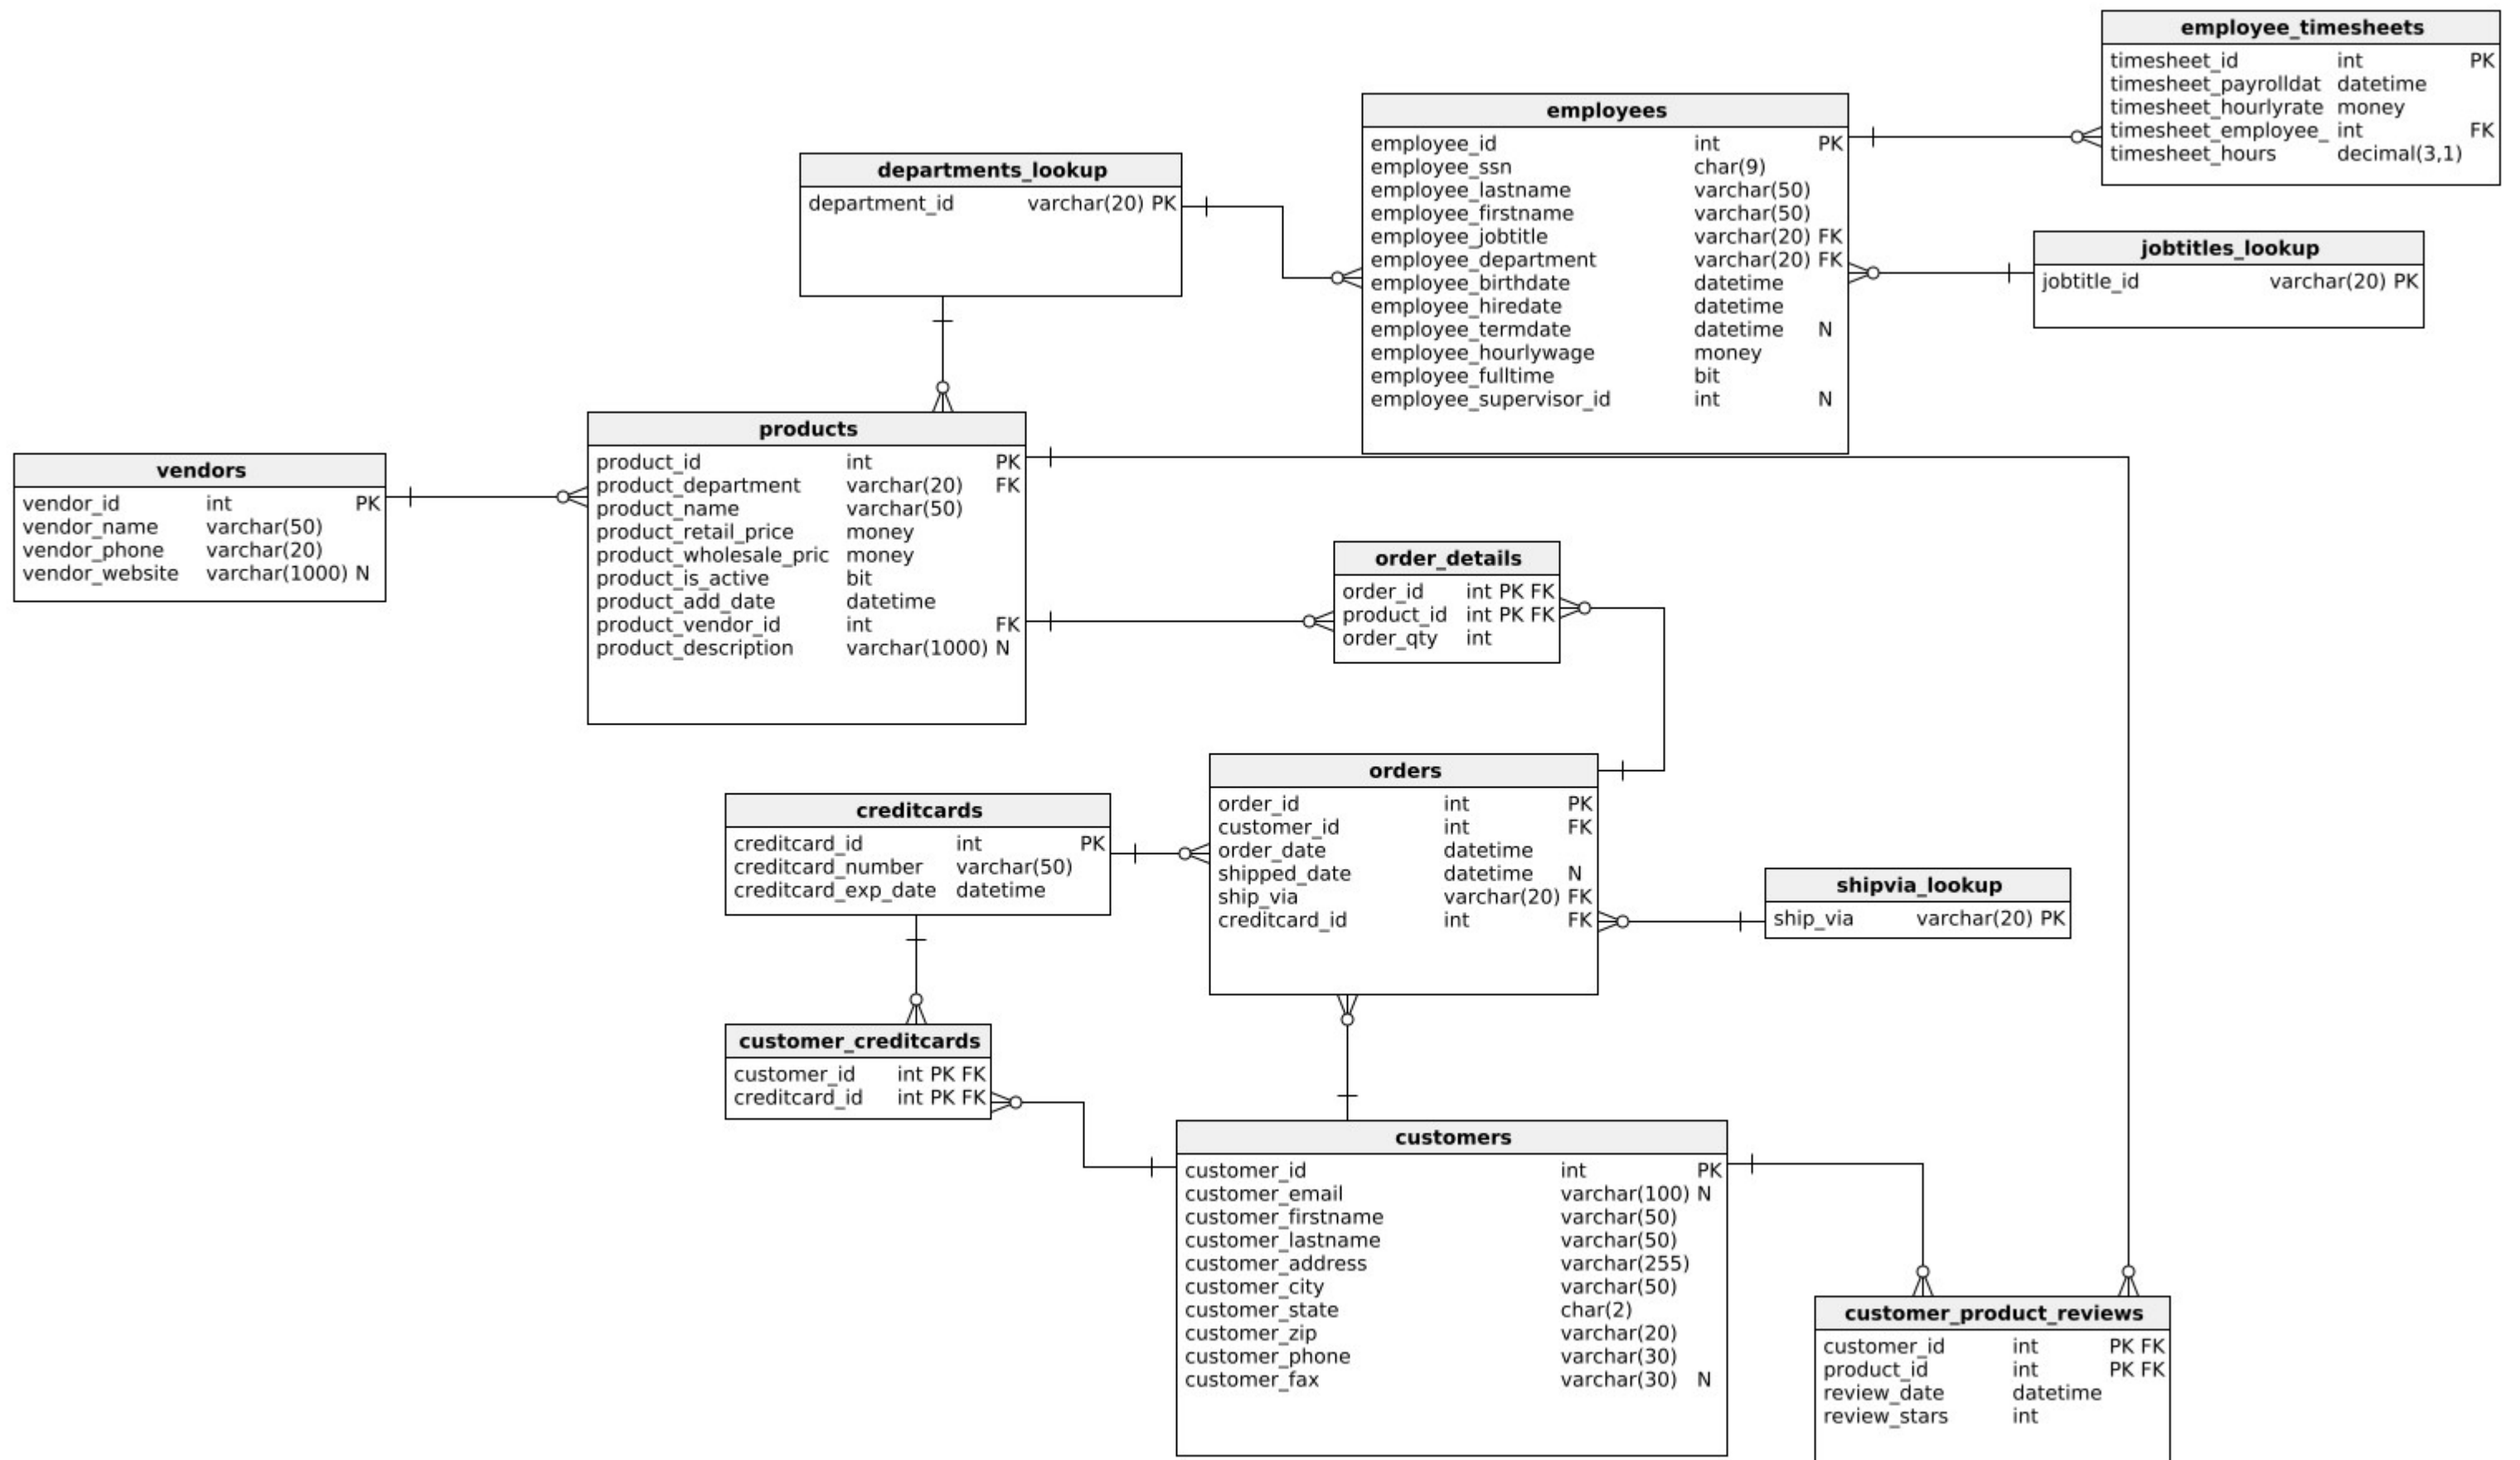 employee_timesheets
timesheet_id int PK
timesheet_payrolldat datetime
timesheet_hourlyrate money
timesheet_employee_ int FK
timesheet_hours decimal(3,1)
employees
employee_id int PK
employee_ssn char(9)
employee_lastname varchar(50)
employee_firstname varchar(50)
employee_jobtitle varchar(20) FK
employee_department varchar(20) FK
employee_birthdate datetime
employee_hiredate datetime
employee_termdate datetime N
employee_hourlywage money
employee_fulltime bit
employee_supervisor_id int N
departments_lookup
department_id varchar(20) PK
jobtitles_lookup
jobtitle_id varchar(20) PK
products
product_id int PK
product_department varchar(20) FK
product_name varchar(50)
product_retail_price money
product_wholesale_pric money
product_is_active bit
product_add_date datetime
product_vendor_id int FK
product_description varchar(1000) N
vendors
vendor_id int PK
vendor_name varchar(50)
vendor_phone varchar(20)
vendor_website varchar(1000) N
order_details
order_id int PK FK
product_id int PK FK
order_qty int
orders
order_id int PK
customer_id int FK
order_date datetime
shipped_date datetime N
ship_via varchar(20) FK
creditcard_id int FK
creditcards
creditcard_id int PK
creditcard_number varchar(50)
creditcard_exp_date datetime
shipvia_lookup
ship_via varchar(20) PK
customer_creditcards
customer_id int PK FK
creditcard_id int PK FK
customers
customer_id int PK
customer_email varchar(100) N
customer_firstname varchar(50)
customer_lastname varchar(50)
customer_address varchar(255)
customer_city varchar(50)
customer_state char(2)
customer_zip varchar(20)
customer_phone varchar(30)
customer_fax varchar(30) N
customer_product_reviews
customer_id int PK FK
product_id int PK FK
review_date datetime
review_stars int